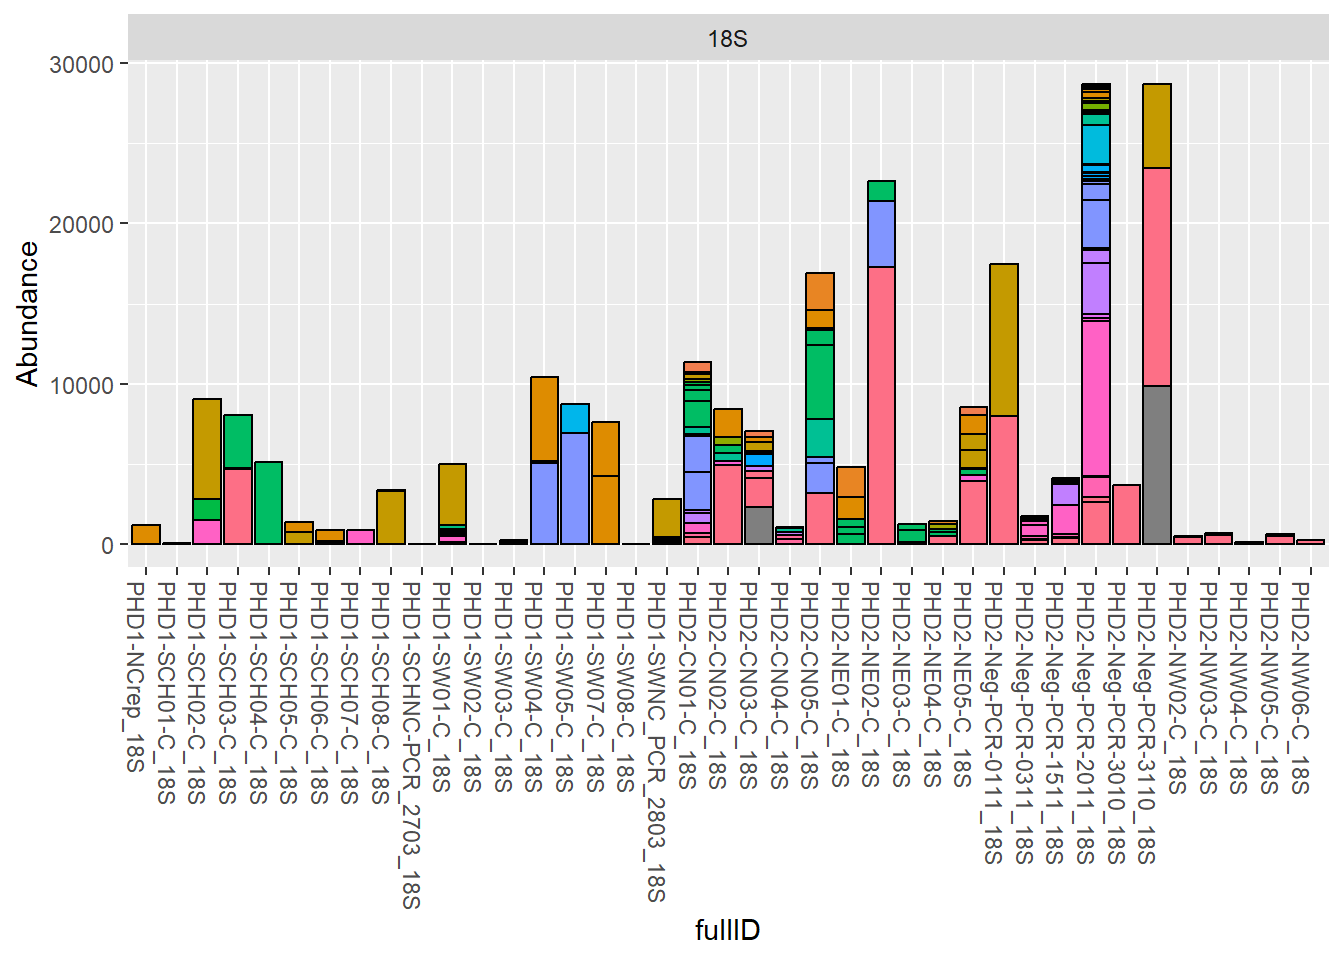 18S
30000
20000
10000
0
Abundance
PHD1-NCrep_18S
PHD1-SCH01-C_18S
PHD1-SCH02-C_18S
PHD1-SCH03-C_18S
PHD1-SCH04-C_18S
PHD1-SCH05-C_18S
PHD1-SCH06-C_18S
PHD1-SCH07-C_18S
PHD1-SCH08-C_18S
PHD1-SCHNC-PCR_2703_18S
PHD1-SW01-C_18S
PHD1-SW02-C_18S
PHD1-SW03-C_18S
PHD1-SW04-C_18S
PHD1-SW05-C_18S
PHD1-SW07-C_18S
PHD1-SW08-C_18S
PHD1-SWNC_PCR_2803_18S
PHD2-CN01-C_18S
PHD2-CN02-C_18S
PHD2-CN03-C_18S
PHD2-CN04-C_18S
PHD2-CN05-C_18S
PHD2-NE01-C_18S
PHD2-NE02-C_18S
PHD2-NE03-C_18S
PHD2-NE04-C_18S
PHD2-NE05-C_18S
PHD2-Neg-PCR-0111_18S
PHD2-Neg-PCR-0311_18S
PHD2-Neg-PCR-1511_18S
PHD2-Neg-PCR-2011_18S
PHD2-Neg-PCR-3010_18S
PHD2-Neg-PCR-3110_18S
PHD2-NW02-C_18S
PHD2-NW03-C_18S
PHD2-NW04-C_18S
PHD2-NW05-C_18S
PHD2-NW06-C_18S
fullID